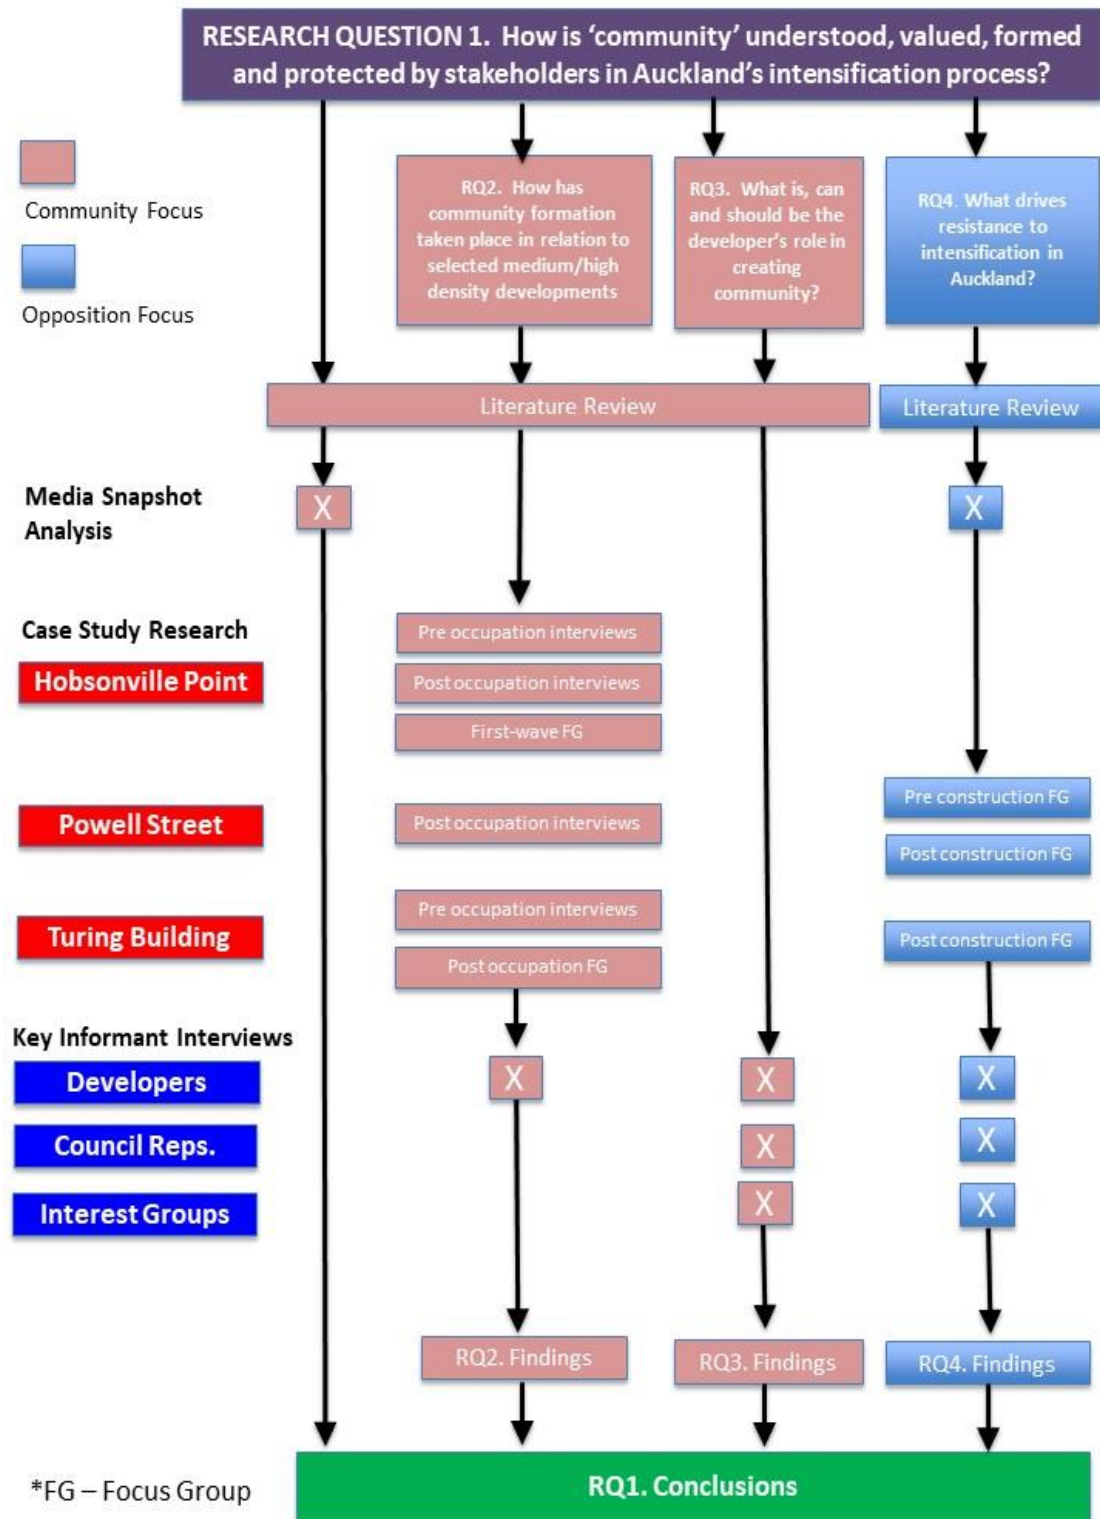 RESEARCH QUESTION 1. How is ‘community’ understood, valued, formed
and protected by stakeholders in Auckland’s intensification process?
Community Focus
Opposition Focus
RQ2. How has
community formation
taken place in relation to
selected medium/high
density developments
RQ3. What is, can
and should be the
developer’s role in
creating
community?
RQ4. What drives
resistance to
intensification in
Auckland?
Literature Review
Literature Review
Media Snapshot
Analysis
X
X
Case Study Research
Hobsonville Point
Pre occupation interviews
Post occupation interviews
First-wave FG
Powell Street
Post occupation interviews
Pre construction FG
Post construction FG
Turing Building
Pre occupation interviews
Post occupation FG
Post construction FG
Key Informant Interviews
Developers
X
X
X
Council Reps.
X
X
Interest Groups
X
X
RQ2. Findings
RQ3. Findings
RQ4. Findings
*FG – Focus Group
RQ1. Conclusions